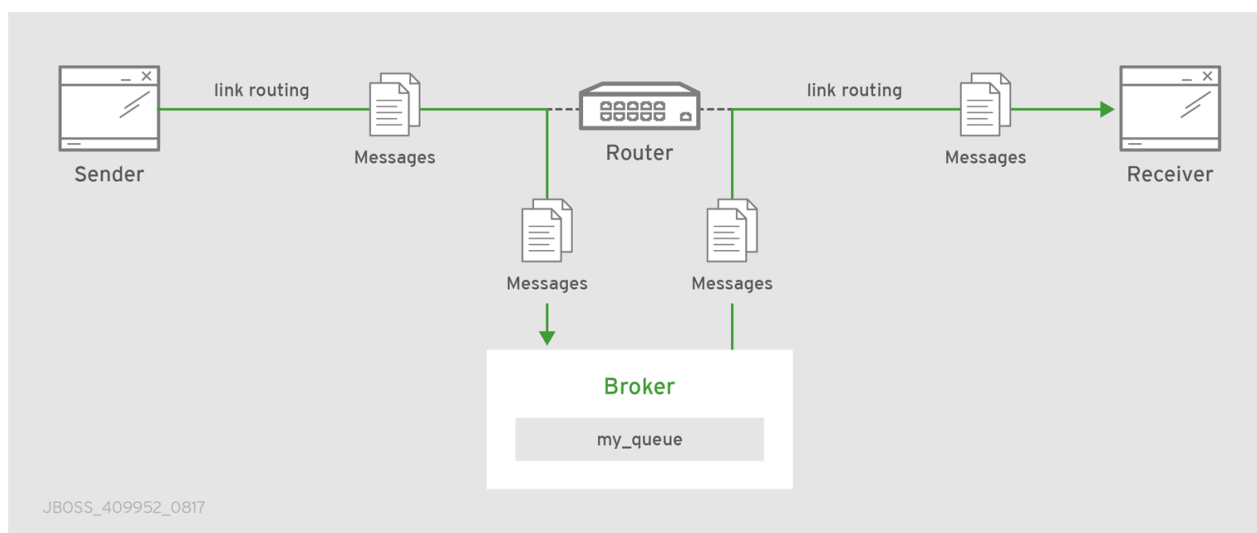 link routing
link routing
Messages
Router
Messages
Sender
Receiver
Messages
Messages
Broker
my_queue
JBOSS_409952_0817